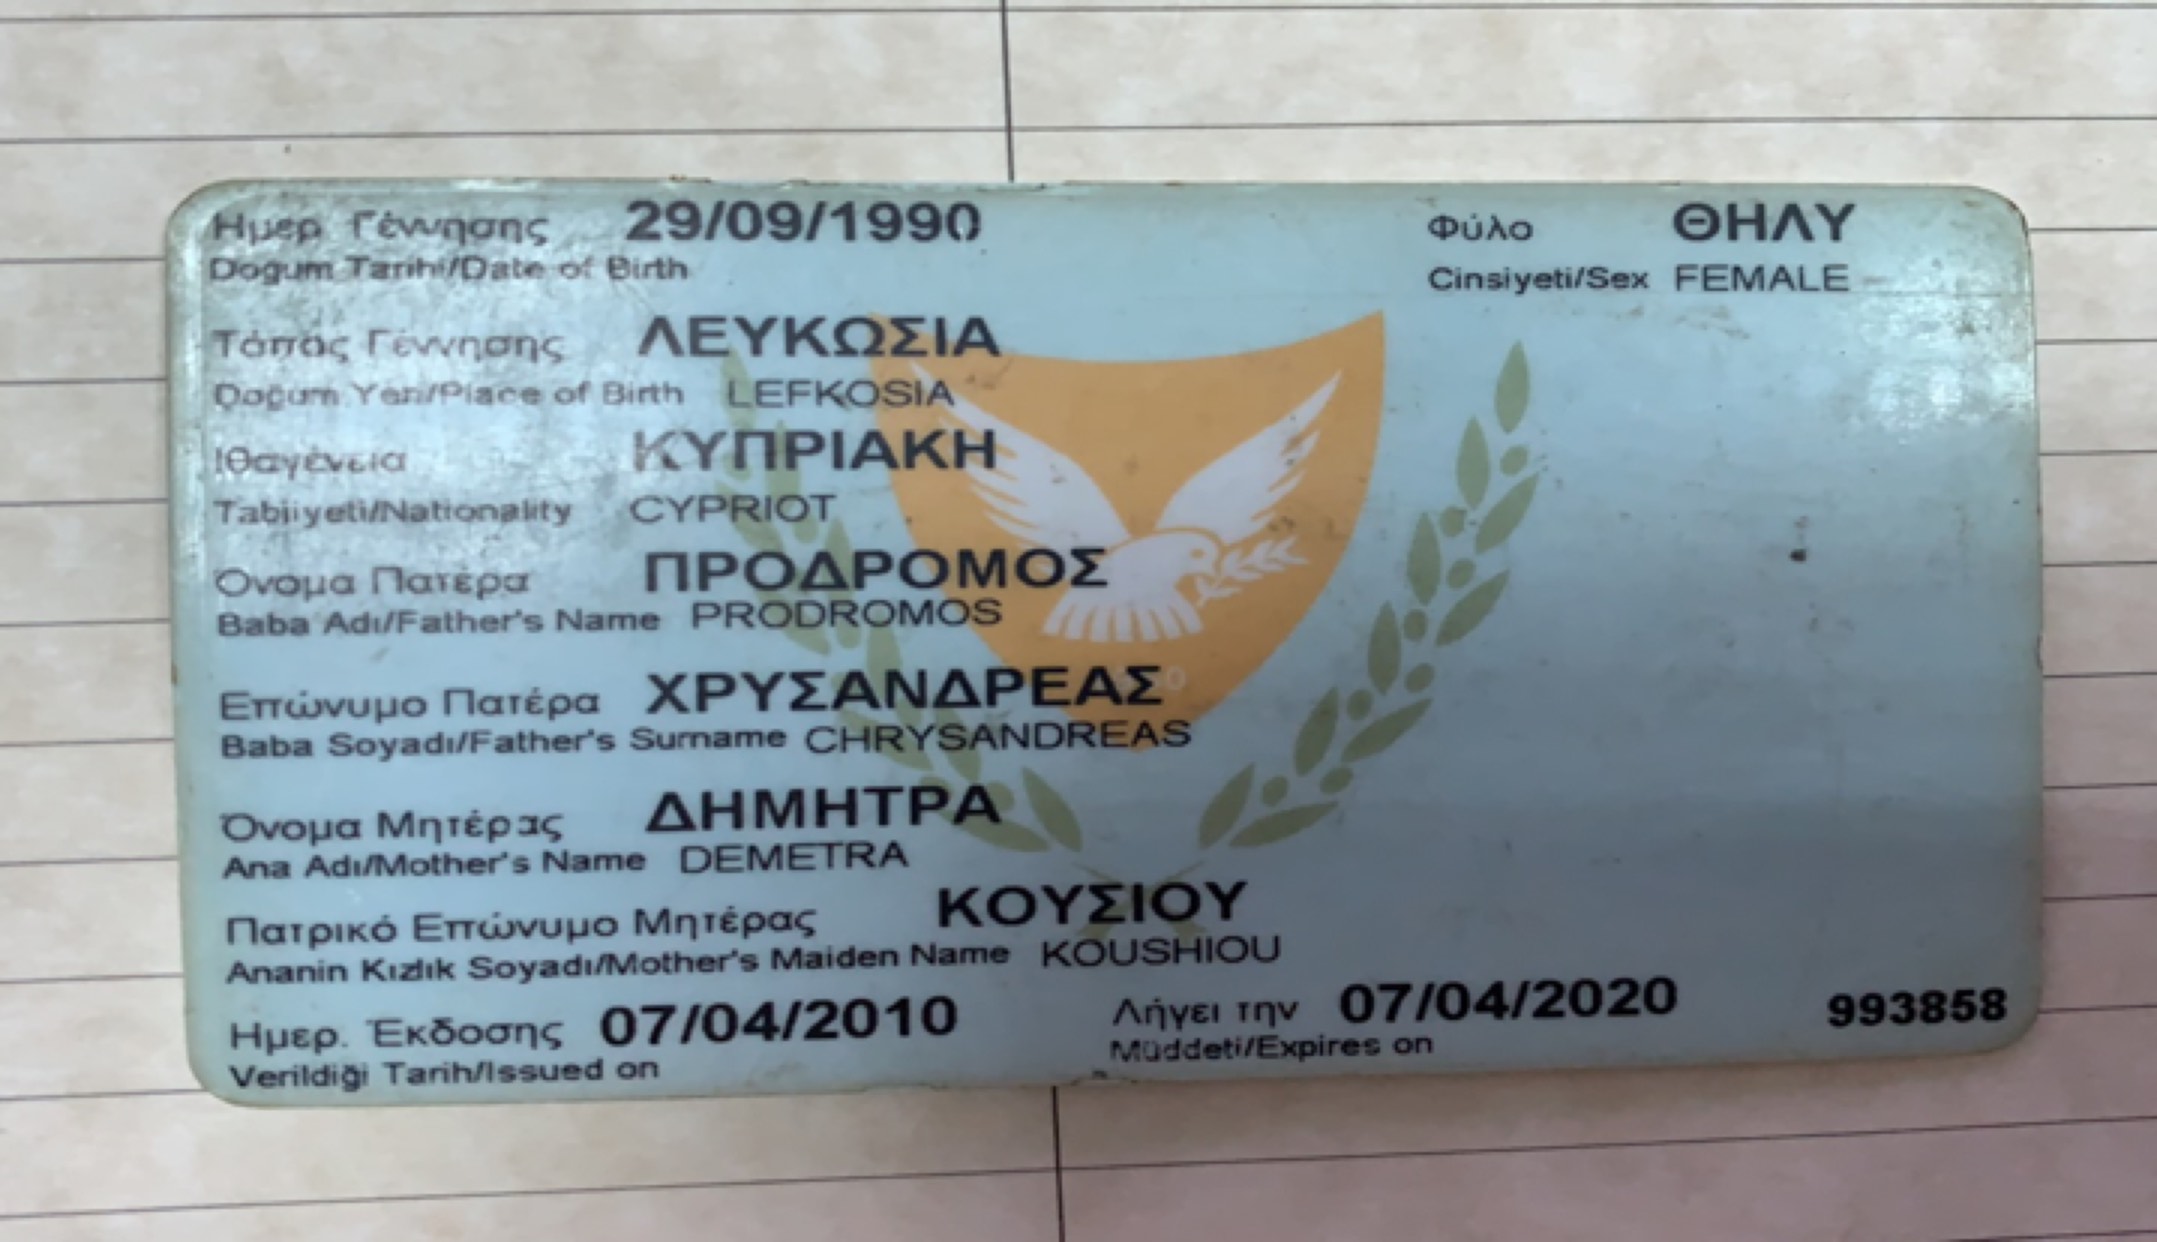 Ημερ. Γέννησης 29/09/1990 Φύλο ΘΗΛΥ
Dogum Tarihi/Date of Birth Cinsiyeti/Sex FEMALE
Τόπος Γέννησης ΛΕΥΚΩΣΙΑ
Doğum Yeri/Place of Birth LEFKOSIA
Ιθαγένεια ΚΥΠΡΙΑΚΗ
Tabiiyeti/Nationality CYPRIOT
Όνομα Πατέρα ΠΡΟΔΡΟΜΟΣ
Baba Adı/Father's Name PRODROMOS
Επώνυμο Πατέρα ΧΡΥΣΑΝΔΡΕΑΣ
Baba Soyadı/Father's Surname CHRYSANDREAS
Όνομα Μητέρας ΔΗΜΗΤΡΑ
Ana Adı/Mother's Name DEMETRA
Πατρικό Επώνυμο Μητέρας ΚΟΥΣΙΟΥ
Ananin Kızlık Soyadı/Mother's Maiden Name KOUSHIOU
Ημερ. Έκδοσης 07/04/2010 Λήγει την 07/04/2020 993858
Verildiği Tarih/Issued on Müddeti/Expires on